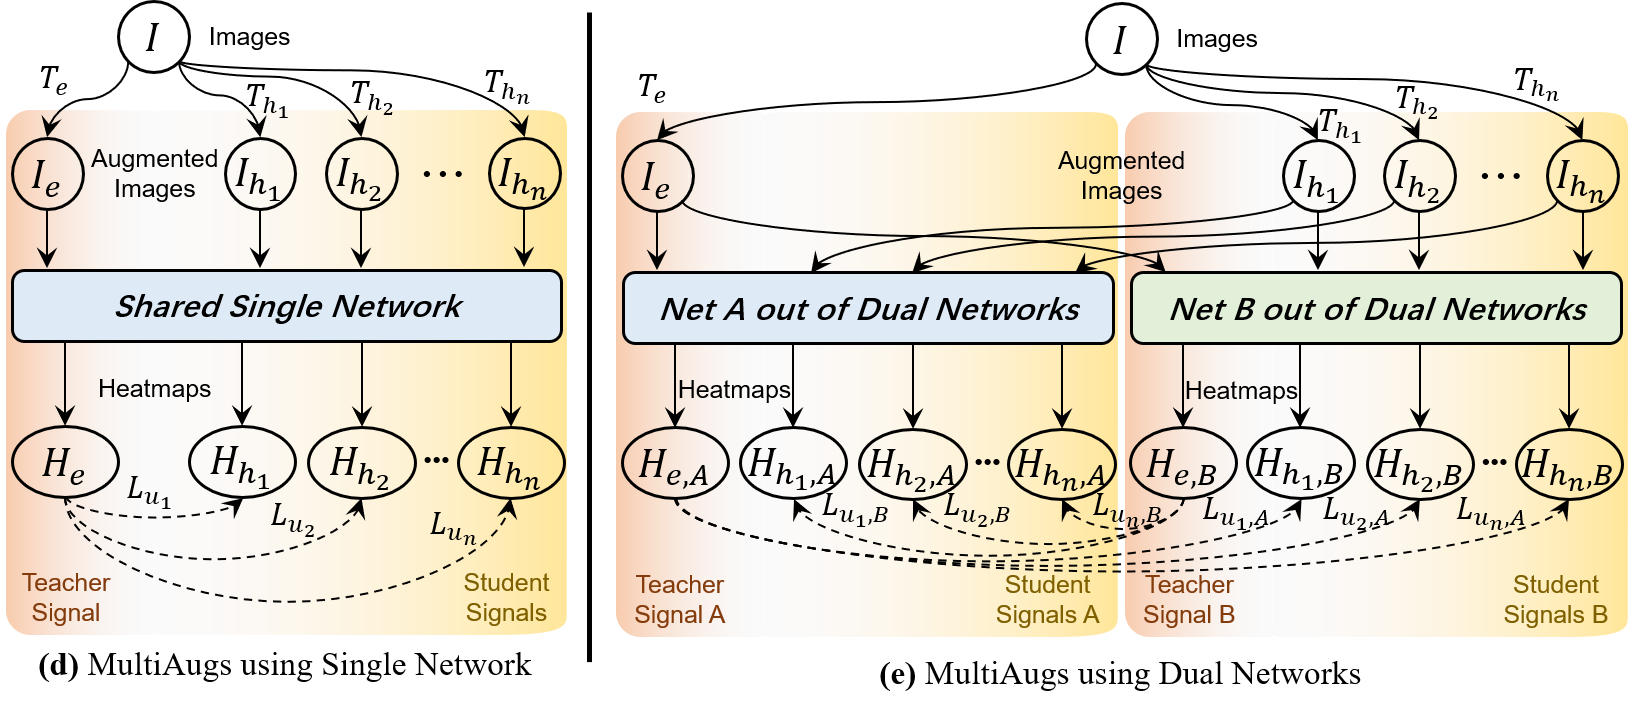 I Images
T_e T_{h_1} T_{h_2} T_{h_n}
I_e Augmented Images I_{h_1} I_{h_2} ··· I_{h_n}
Shared Single Network
Heatmaps
H_e H_{h_1} H_{h_2} ··· H_{h_n}
L_{u_1} L_{u_2} L_{u_n}
Teacher Signal
Student Signals
(d) MultiAugs using Single Network
I Images
T_e T_{h_1} T_{h_2} T_{h_n}
I_e Augmented Images I_{h_1} I_{h_2} ··· I_{h_n}
Net A out of Dual Networks
Net B out of Dual Networks
Heatmaps
Heatmaps
H_{e,A} H_{h_1,A} H_{h_2,A} ··· H_{h_n,A}
H_{e,B} H_{h_1,B} H_{h_2,B} ··· H_{h_n,B}
L_{u_1,B} L_{u_2,B} L_{u_n,B}
L_{u_1,A} L_{u_2,A} L_{u_n,A}
Teacher Signal A
Student Signals A
Teacher Signal B
Student Signals B
(e) MultiAugs using Dual Networks